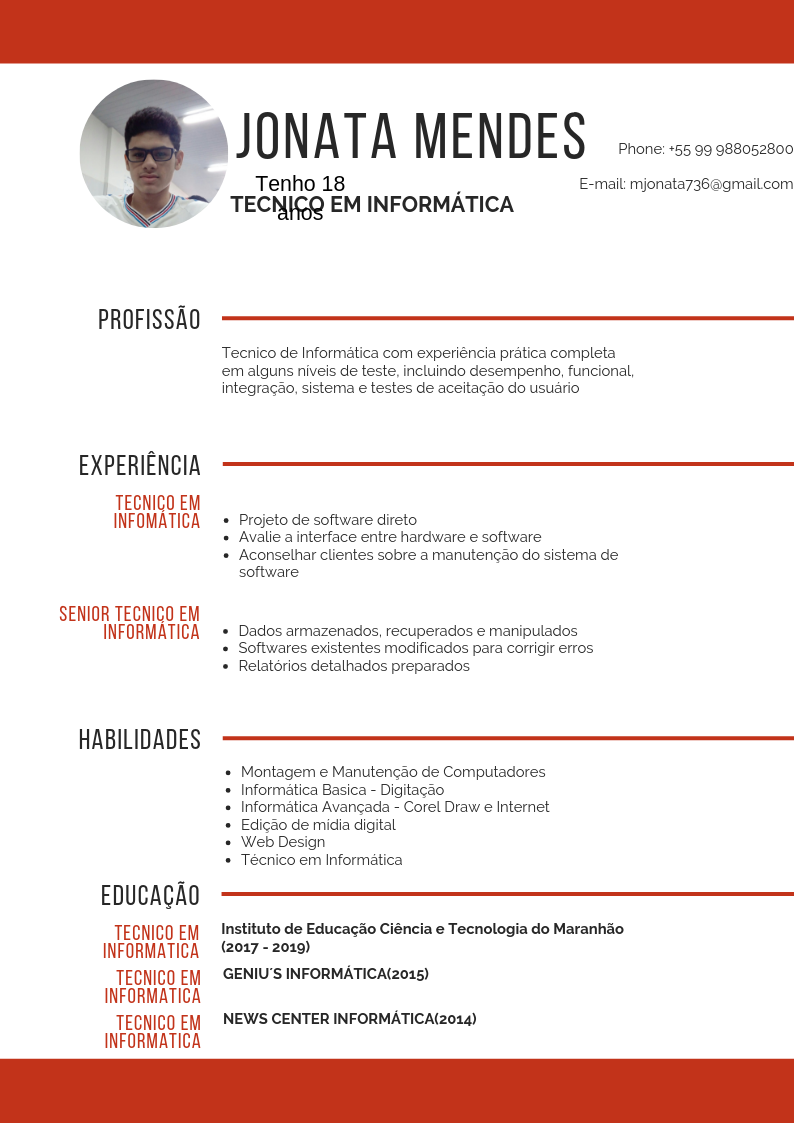 JONATA MENDES
Phone: +55 99 988052800
Tenho 18
anos
E-mail: mjonata736@gmail.com
TECNICO EM INFORMÁTICA
PROFISSÃO
Tecnico de Informática com experiência prática completa
em alguns níveis de teste, incluindo desempenho, funcional,
integração, sistema e testes de aceitação do usuário
EXPERIÊNCIA
TECNICO EM
INFOMÁTICA
• Projeto de software direto
• Avalie a interface entre hardware e software
• Aconselhar clientes sobre a manutenção do sistema de
software
SENIOR TECNICO EM
INFORMÁTICA
• Dados armazenados, recuperados e manipulados
• Softwares existentes modificados para corrigir erros
• Relatórios detalhados preparados
HABILIDADES
• Montagem e Manutenção de Computadores
• Informática Basica - Digitação
• Informática Avançada - Corel Draw e Internet
• Edição de mídia digital
• Web Design
• Técnico em Informática
EDUCAÇÃO
TECNICO EM
INFORMATICA
Instituto de Educação Ciência e Tecnologia do Maranhão
(2017 - 2019)
TECNICO EM
INFORMATICA
GENIU´S INFORMÁTICA(2015)
TECNICO EM
INFORMATICA
NEWS CENTER INFORMÁTICA(2014)